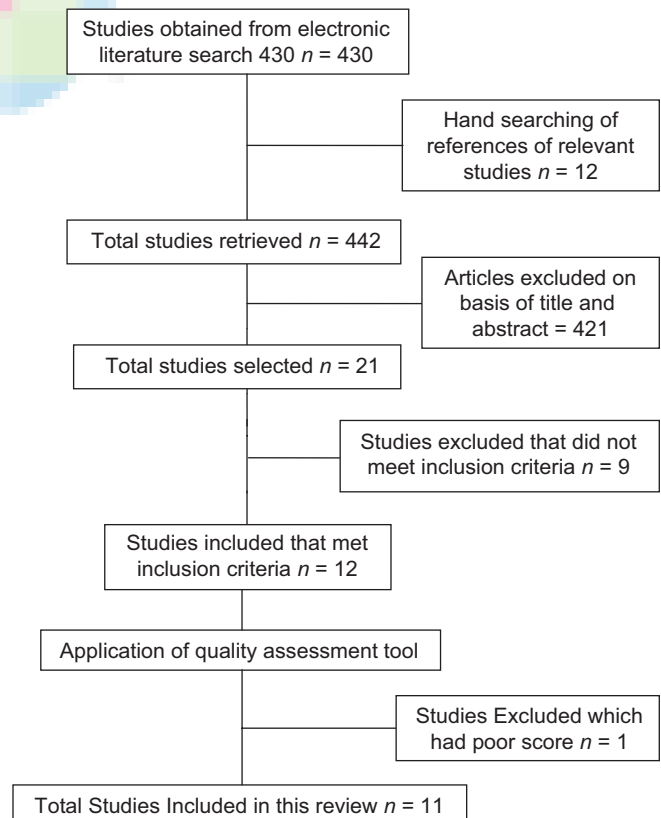 Studies obtained from electronic
literature search 430 n = 430
Hand searching of
references of relevant
studies n = 12
Total studies retrieved n = 442
Articles excluded on
basis of title and
abstract = 421
Total studies selected n = 21
Studies excluded that did not
meet inclusion criteria n = 9
Studies included that met
inclusion criteria n = 12
Application of quality assessment tool
Studies Excluded which
had poor score n = 1
Total Studies Included in this review n = 11